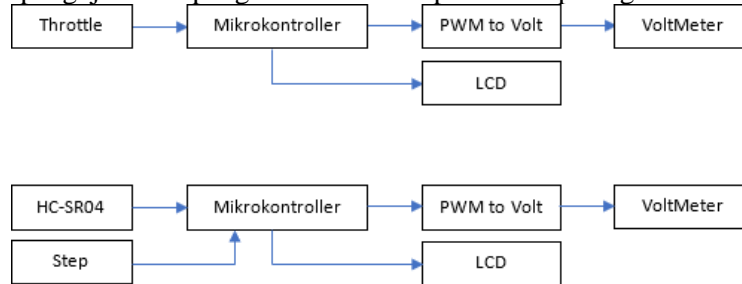 Throttle
Mikrokontroller
PWM to Volt
VoltMeter
LCD
HC-SR04
Mikrokontroller
PWM to Volt
VoltMeter
Step
LCD